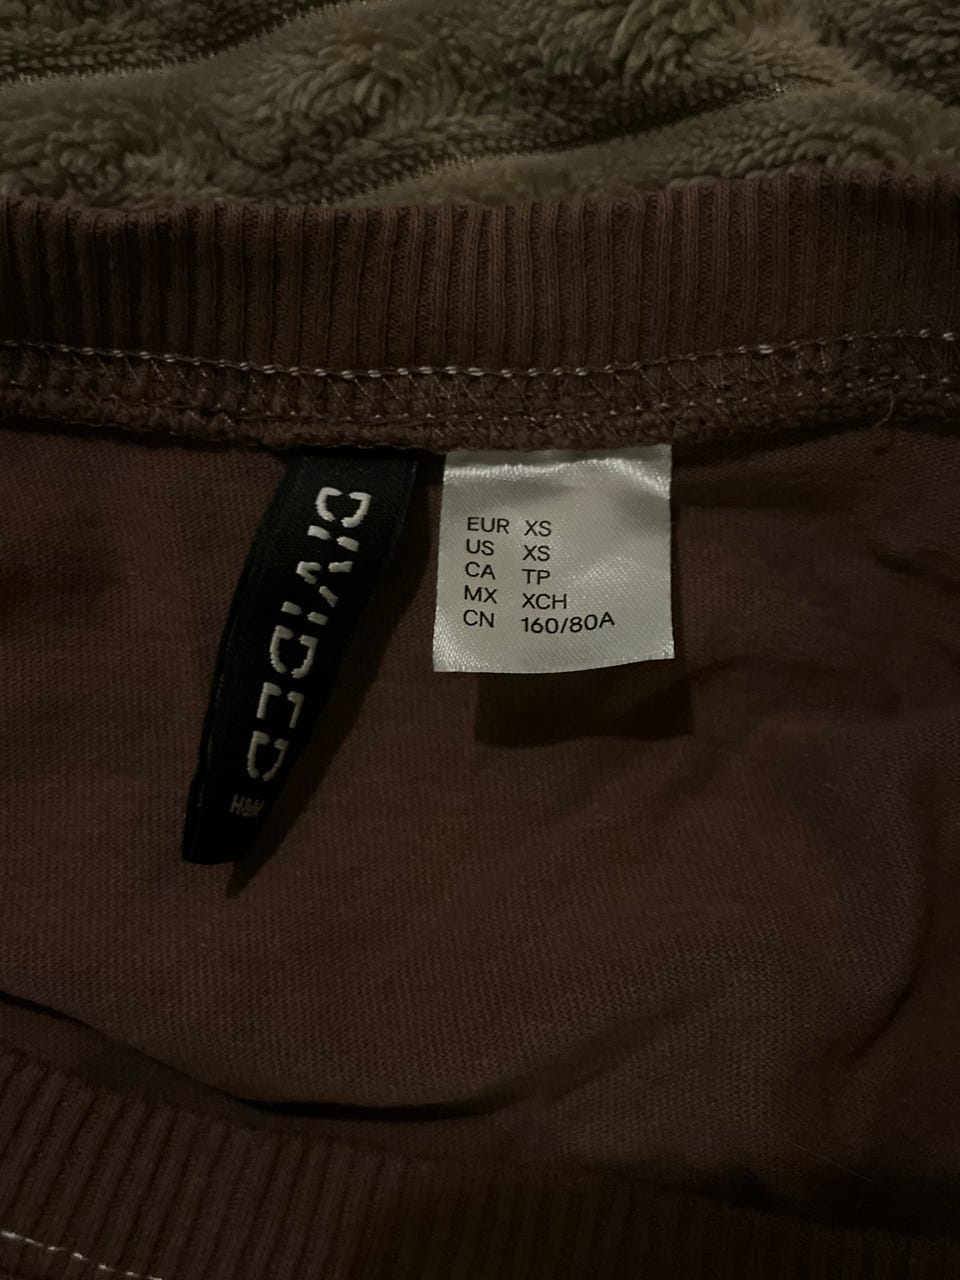 DIVIDED
H&M
EUR XS
US XS
CA TP
MX XCH
CN 160/80A